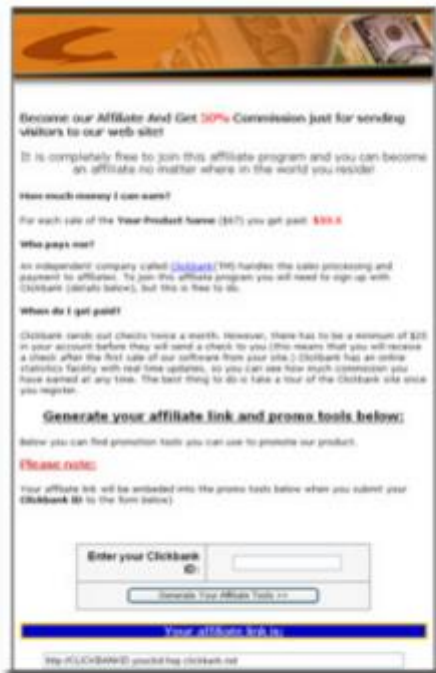 Become our Affiliate And Get 50% Commission just for sending
visitors to our web site!
It is completely free to join this affiliate program and you can become
an affiliate no matter where in the world you reside!
How much money I can earn?
For each sale of the Your Product Name ($67) you get paid:
Who pays me?
An independent company called Clickbank(TM) handles the sales processing and
payment to affiliates. To join this affiliate program you will need to sign up with
Clickbank (details below), but this is free to do.
When do I get paid?
Clickbank sends out checks twice a month. However, there has to be a minimum of $25
in your account before they will send a check to you (this means that you will receive
a check after the first sale of our software from your site.) Clickbank has an online
statistics facility with real time updates, so you can see how much commission you
have earned at any time. The best thing to do is take a tour of the Clickbank site once
you register.
Generate your affiliate link and promo tools below:
Below you can find promotion tools you can use to promote our product.
Please note:
Your affiliate link will be embeded into the promo tools below when you submit your
Clickbank ID to the form below)
Enter your Clickbank
ID:
Generate Your Affiliate Tools >>
Your affiliate link is: